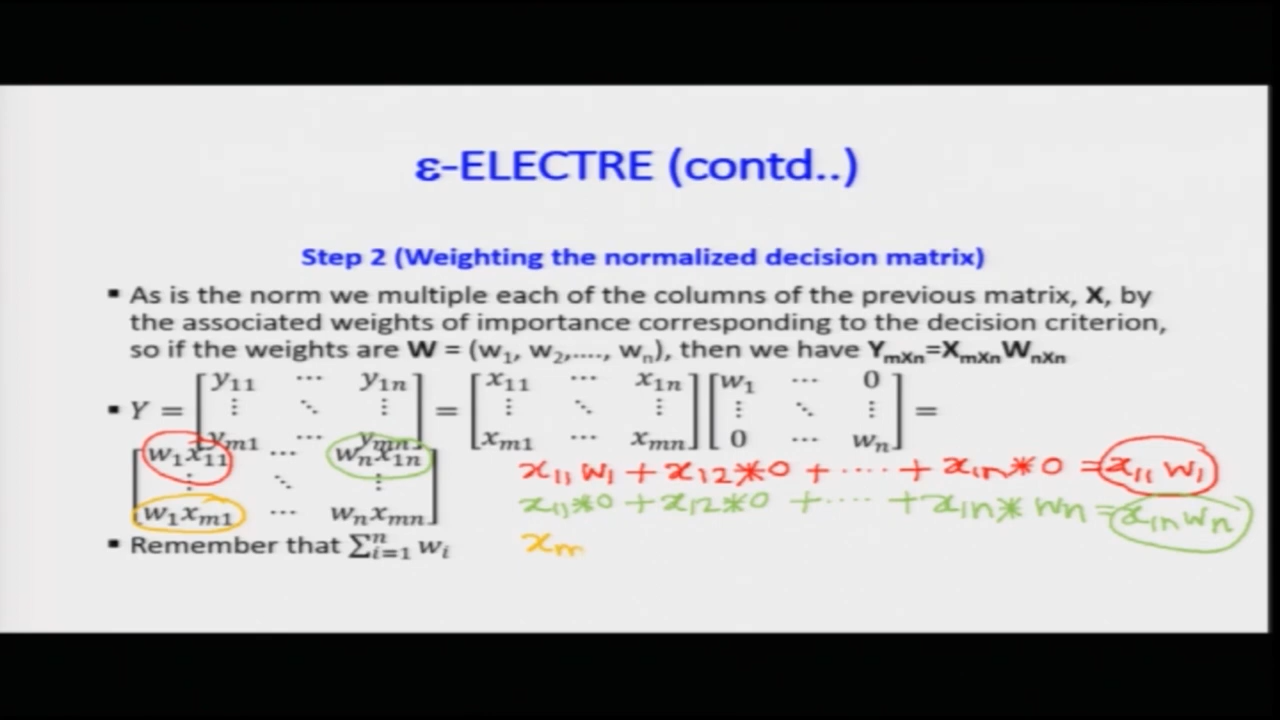 ε-ELECTRE (contd..)
Step 2 (Weighting the normalized decision matrix)
▪ As is the norm we multiple each of the columns of the previous matrix, X, by
the associated weights of importance corresponding to the decision criterion,
so if the weights are W = (w₁, w₂,...., wₙ), then we have YₘXₙ=XₘXₙWₙXₙ
▪ Y = [y₁₁ ⋯ y₁ₙ ⋮ ⋱ ⋮ yₘ₁ ⋯ yₘₙ] = [x₁₁ ⋯ x₁ₙ ⋮ ⋱ ⋮ xₘ₁ ⋯ xₘₙ] [w₁ ⋯ 0 ⋮ ⋱ ⋮ 0 ⋯ wₙ] =
[w₁x₁₁ ⋯ wₙx₁ₙ ⋮ ⋱ ⋮ w₁xₘ₁ ⋯ wₙxₘₙ]
x₁₁ w₁ + x₁₂*0 + ..... + x₁ₙ*0 = x₁₁ w₁
x₁₁*0 + x₁₂*0 + ..... + x₁ₙ* wₙ = x₁ₙ wₙ
▪ Remember that ∑ⁿᵢ₌₁ wᵢ
xₘ